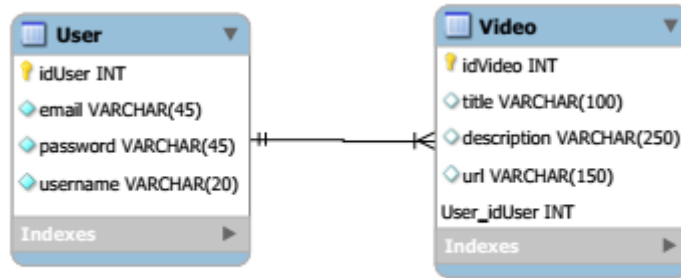 User
idUser INT
email VARCHAR(45)
password VARCHAR(45)
username VARCHAR(20)
Indexes
Video
idVideo INT
title VARCHAR(100)
description VARCHAR(250)
url VARCHAR(150)
User_idUser INT
Indexes